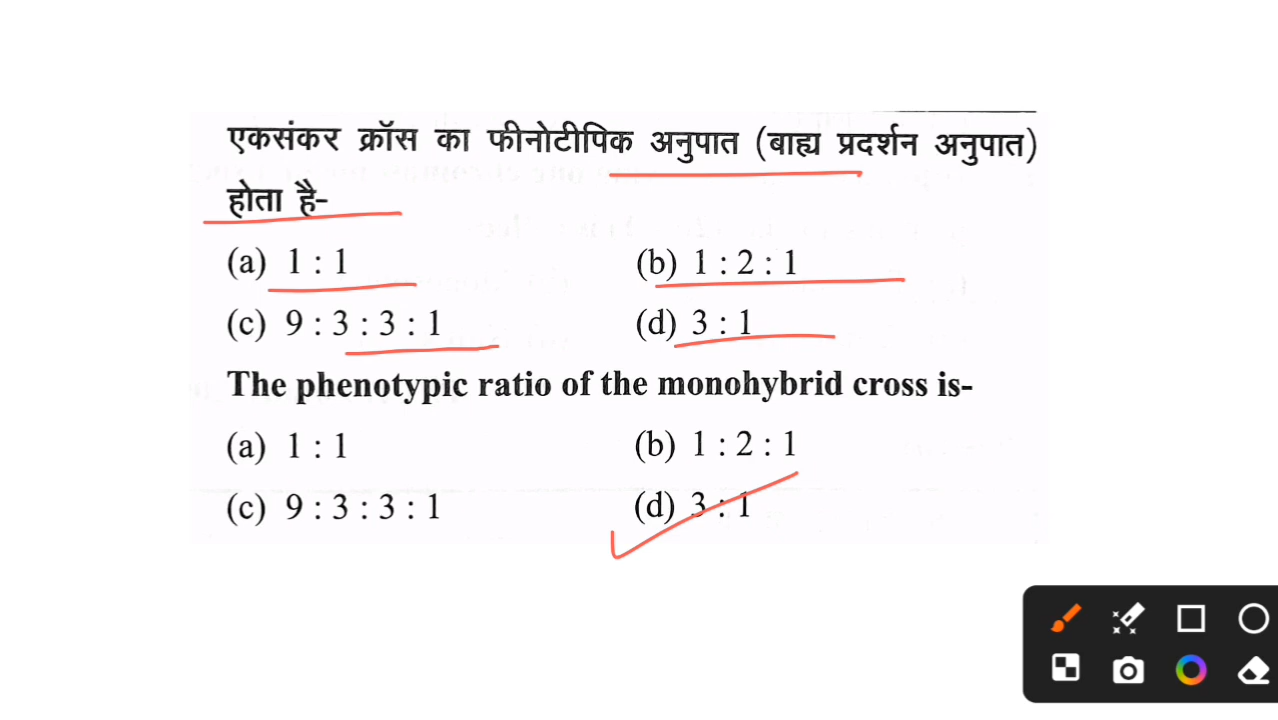 एकसंकर क्रॉस का फीनोटीपिक अनुपात (बाह्य प्रदर्शन अनुपात)
होता है-
(a) 1 : 1 (b) 1 : 2 : 1
(c) 9 : 3 : 3 : 1 (d) 3 : 1
The phenotypic ratio of the monohybrid cross is-
(a) 1 : 1 (b) 1 : 2 : 1
(c) 9 : 3 : 3 : 1 (d) 3 : 1